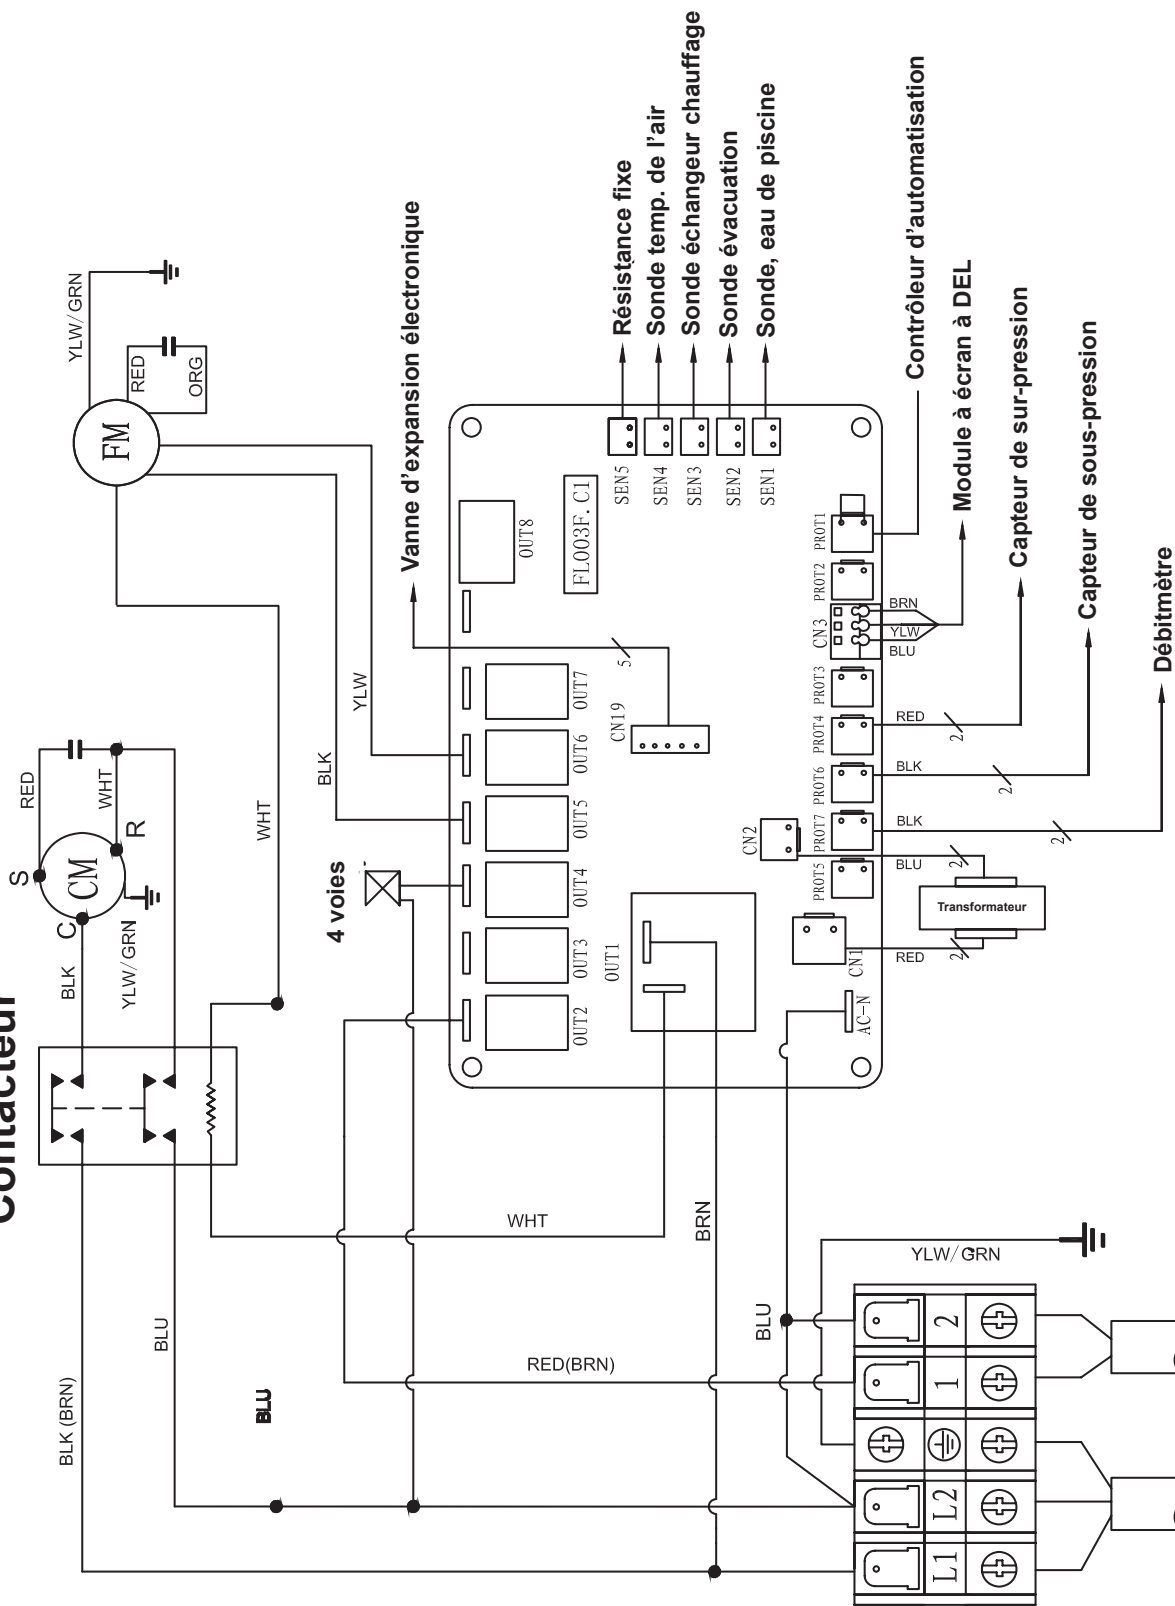 Contacteur
S
RED
CM
WHT
R
C
BLK
YLW/GRN
YLW/GRN
FM
RED
ORG
WHT
BLK
YLW
4 voies
Vanne d'expansion électronique
OUT2
OUT3
OUT4
OUT5
OUT6
OUT7
OUT8
OUT1
CN19
5
FL003F.C1
SEN5
SEN4
SEN3
SEN2
SEN1
Résistance fixe
Sonde temp. de l'air
Sonde échangeur chauffage
Sonde évacuation
Sonde, eau de piscine
AC-N
CN1
CN2
PROT5
PROT7
PROT6
PROT4
PROT3
CN3
PROT2
PROT1
RED
2
BLU
2
Transformateur
BLK
2
BLK
2
RED
2
BLU
YLW
BRN
Contrôleur d'automatisation
Module à écran à DEL
Capteur de sur-pression
Capteur de sous-pression
Débitmètre
BLK (BRN)
BLU
BLU
WHT
RED(BRN)
BRN
BLU
YLW/GRN
L1
L2
1
2